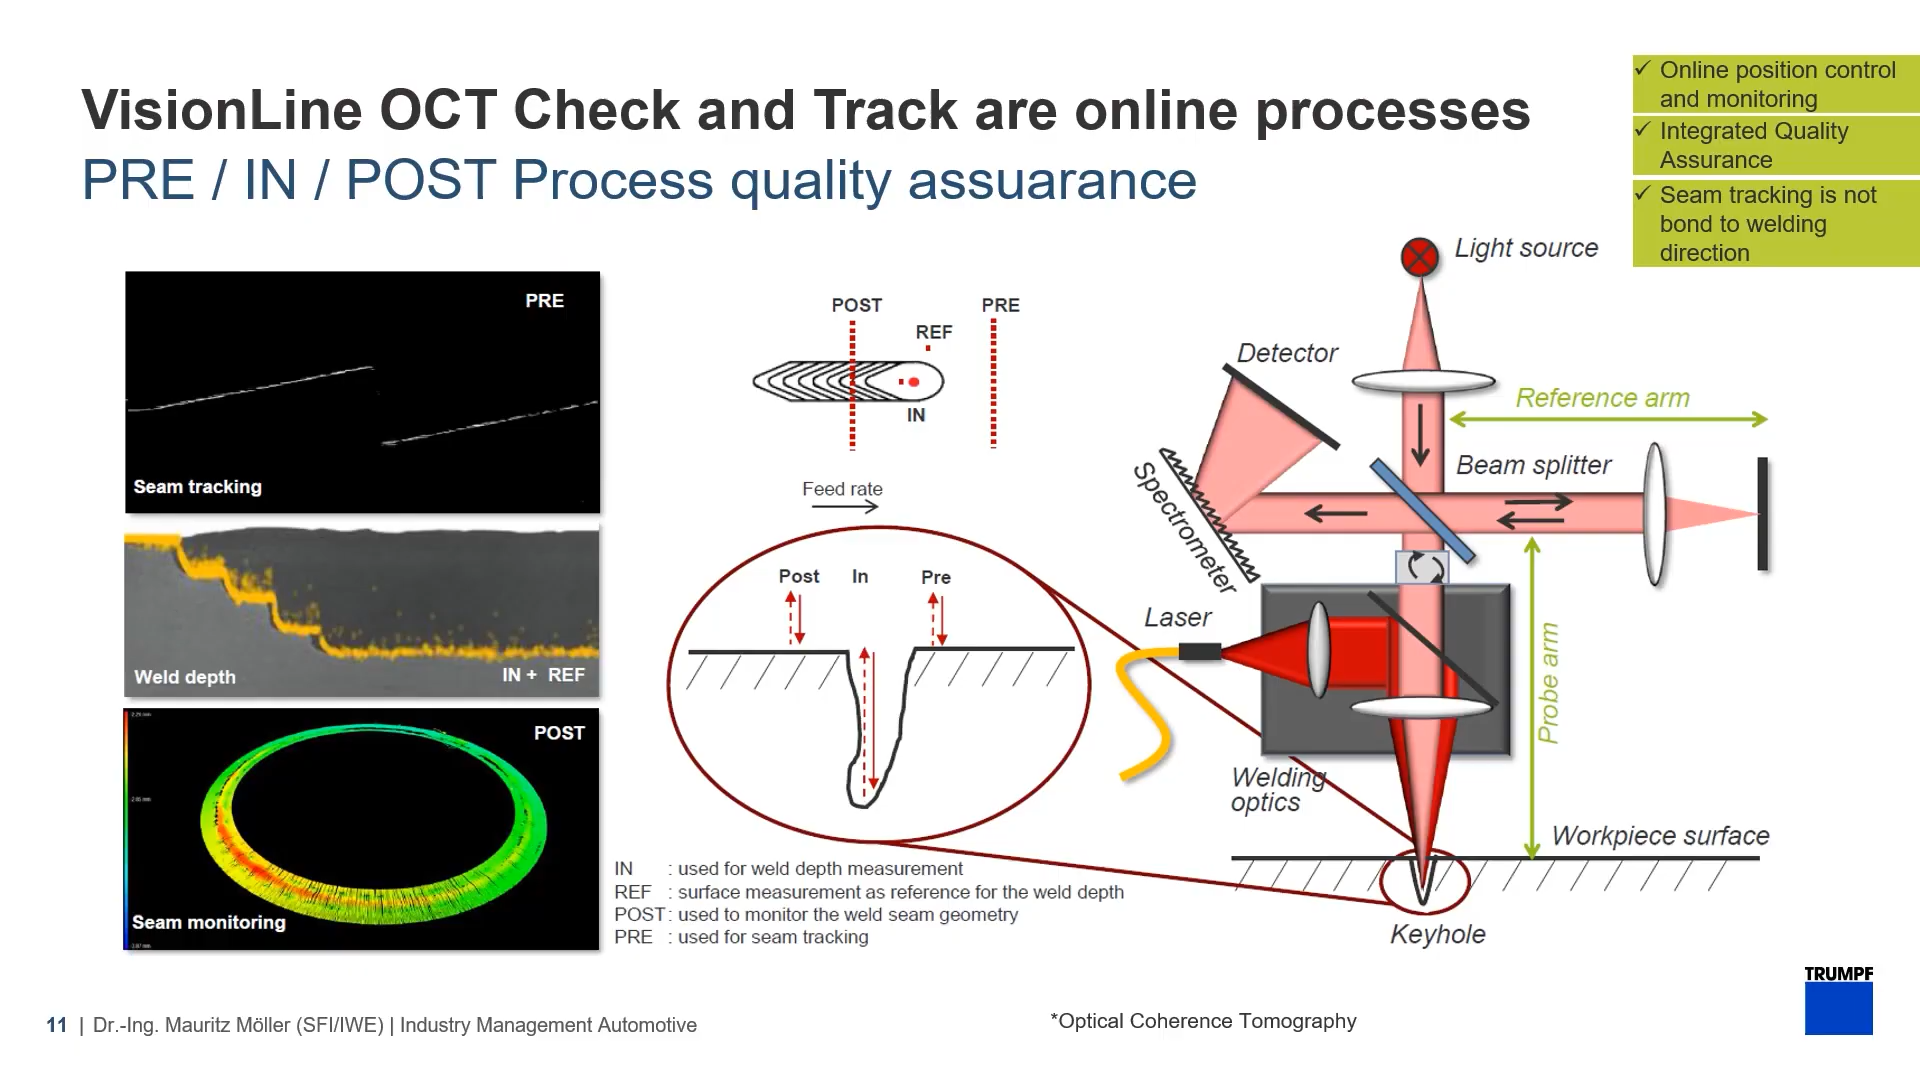 VisionLine OCT Check and Track are online processes
PRE / IN / POST Process quality assuarance
✓ Online position control
and monitoring
✓ Integrated Quality
Assurance
✓ Seam tracking is not
bond to welding
direction
PRE
Seam tracking
Weld depth
IN + REF
POST
Seam monitoring
POST
REF
PRE
IN
Feed rate
Post
In
Pre
IN : used for weld depth measurement
REF : surface measurement as reference for the weld depth
POST : used to monitor the weld seam geometry
PRE : used for seam tracking
Light source
Detector
Reference arm
Beam splitter
Spectrometer
Laser
Probe arm
Welding
optics
Workpiece surface
Keyhole
TRUMPF
11 | Dr.-Ing. Mauritz Möller (SFI/IWE) | Industry Management Automotive
*Optical Coherence Tomography